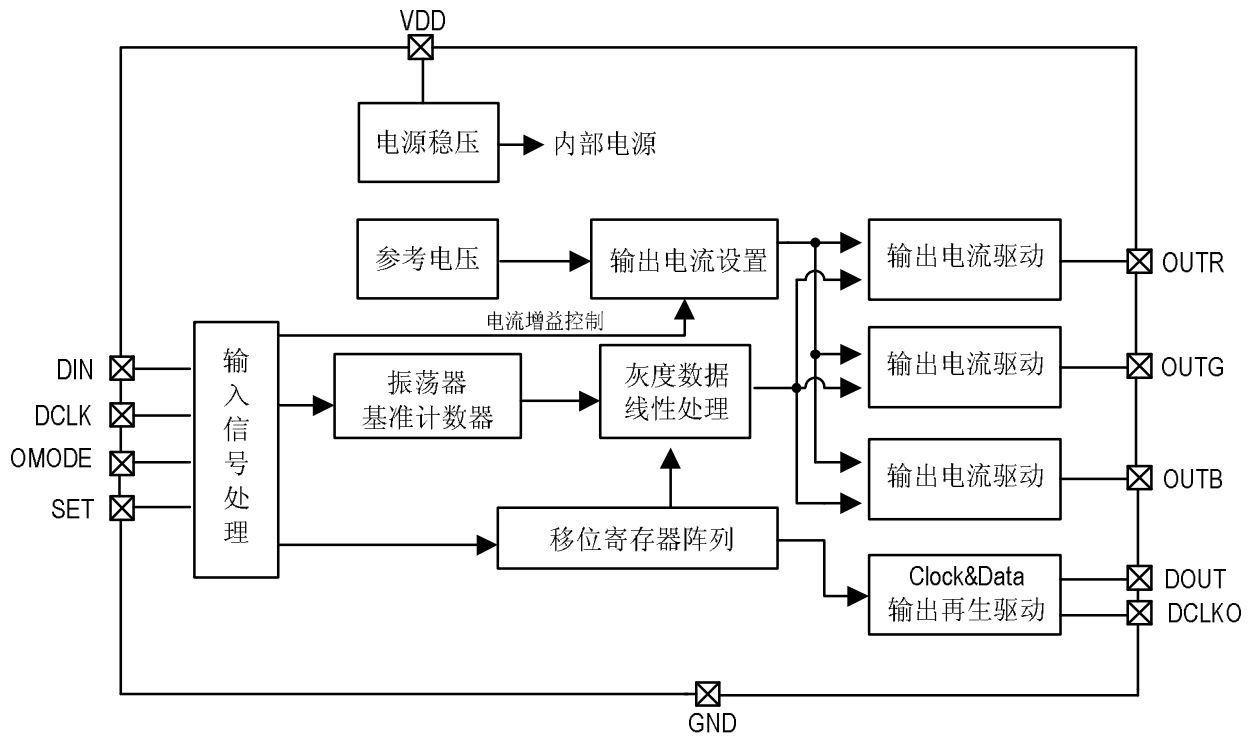 VDD
电源稳压
内部电源
参考电压
输出电流设置
输出电流驱动
OUTR
电流增益控制
输入信号处理
DIN
DCLK
OMODE
SET
振荡器
基准计数器
灰度数据
线性处理
输出电流驱动
OUTG
输出电流驱动
OUTB
移位寄存器阵列
Clock&Data
输出再生驱动
DOUT
DCLKO
GND